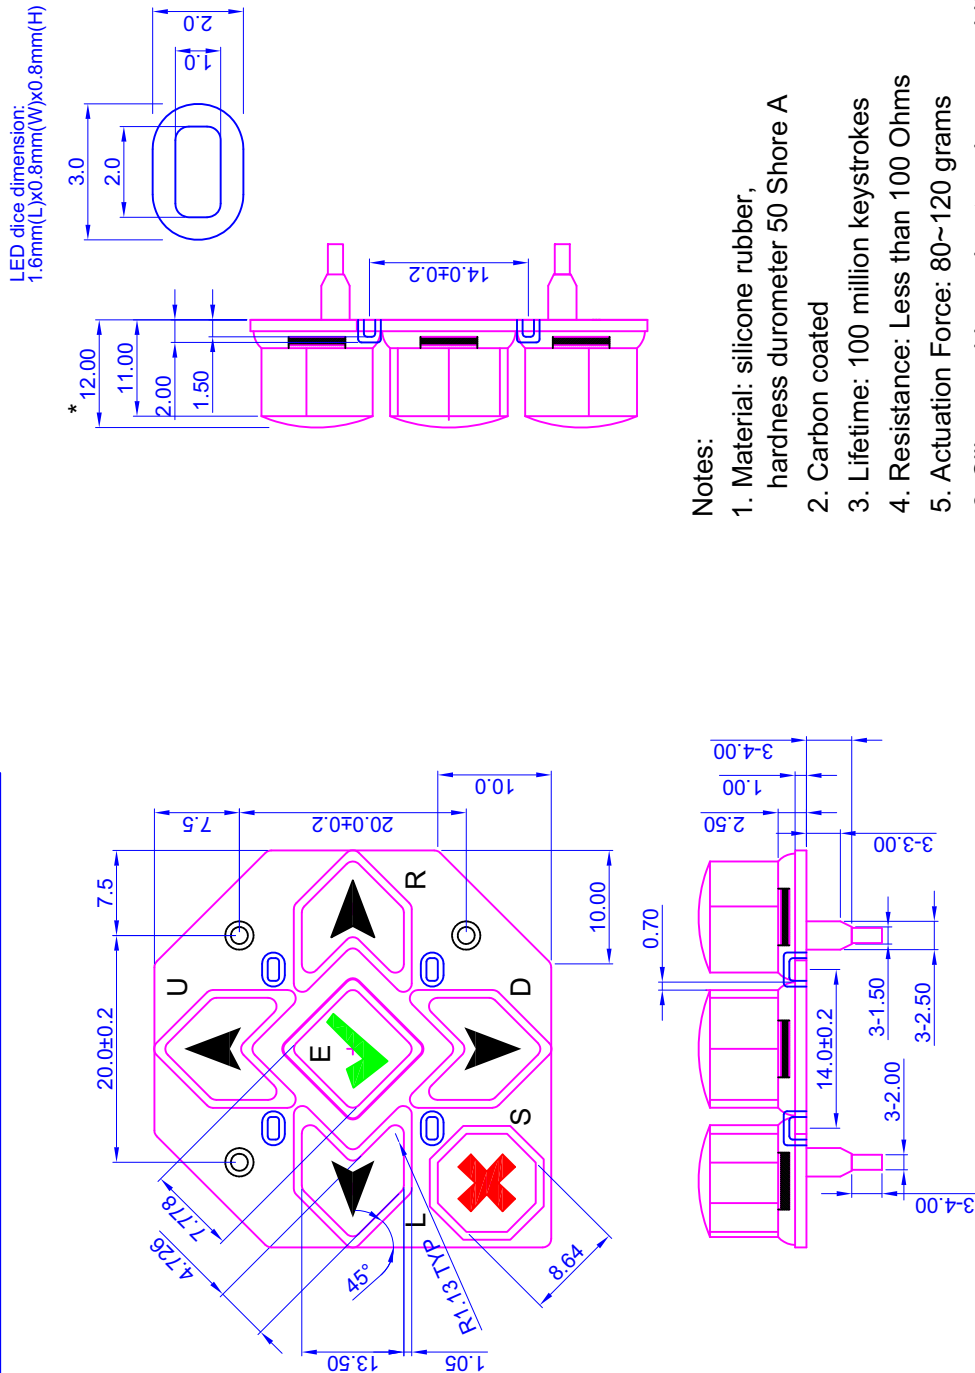 LED dice dimension:
1.6mm(L)x0.8mm(W)x0.8mm(H)
3.0
2.0
2.0
1.0
* 12.00
11.00
2.00
1.50
14.0±0.2
7.5
20.0±0.2
7.5
20.0±0.2
10.0
10.00
U
R
E
D
L
S
7.778
4.726
45°
R1.13 TYP
13.50
1.05
8.64
0.70
2.50
1.00
3-4.00
3-3.00
14.0±0.2
3-1.50
3-2.50
3-2.00
3-4.00
Notes:
1. Material: silicone rubber,
hardness durometer 50 Shore A
2. Carbon coated
3. Lifetime: 100 million keystrokes
4. Resistance: Less than 100 Ohms
5. Actuation Force: 80~120 grams